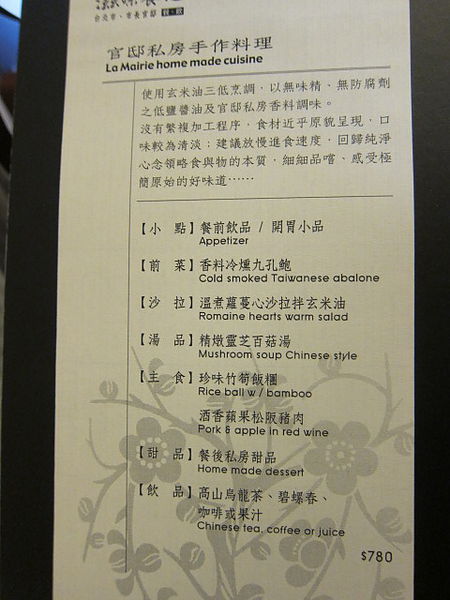 台北市‧市長官邸 藝‧飲
官邸私房手作料理
La Mairie home made cuisine
使用玄米油三低烹調，以無味精、無防腐劑
之低鹽醬油及官邸私房香料調味。
沒有繁複加工程序，食材近乎原貌呈現，口
味較為清淡；建議放慢進食速度，回歸純淨
心念領略食與物的本質，細細品嚐、感受極
簡原始的好味道……
【小　點】餐前飲品 / 開胃小品
Appetizer
【前　菜】香料冷燻九孔鮑
Cold smoked Taiwanese abalone
【沙　拉】溫煮蘿蔓心沙拉拌玄米油
Romaine hearts warm salad
【湯　品】精燉靈芝百菇湯
Mushroom soup Chinese style
【主　食】珍味竹筍飯糰
Rice ball w / bamboo
酒香蘋果松阪豬肉
Pork & apple in red wine
【甜　品】餐後私房甜品
Home made dessert
【飲　品】高山烏龍茶、碧螺春、
咖啡或果汁
Chinese tea, coffee or juice
$780